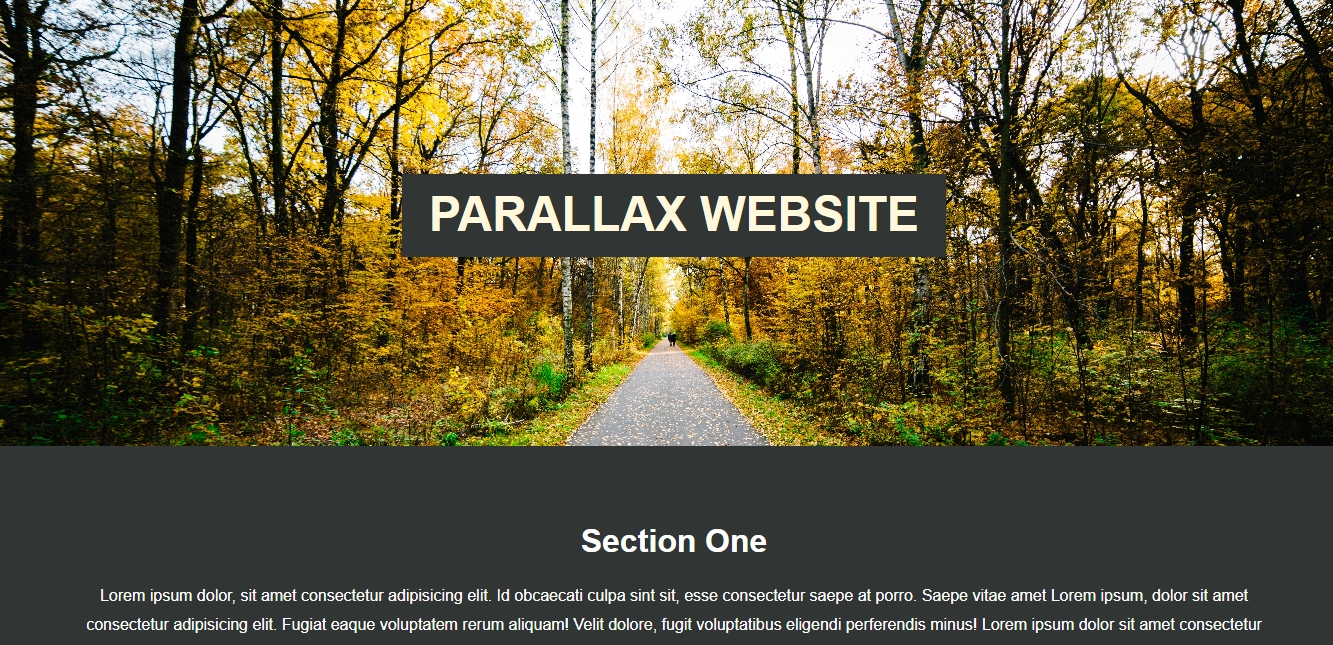 PARALLAX WEBSITE
Section One
Lorem ipsum dolor, sit amet consectetur adipisicing elit. Id obcaecati culpa sint sit, esse consectetur saepe at porro. Saepe vitae amet Lorem ipsum, dolor sit amet
consectetur adipisicing elit. Fugiat eaque voluptatem rerum aliquam! Velit dolore, fugit voluptatibus eligendi perferendis minus! Lorem ipsum dolor sit amet consectetur